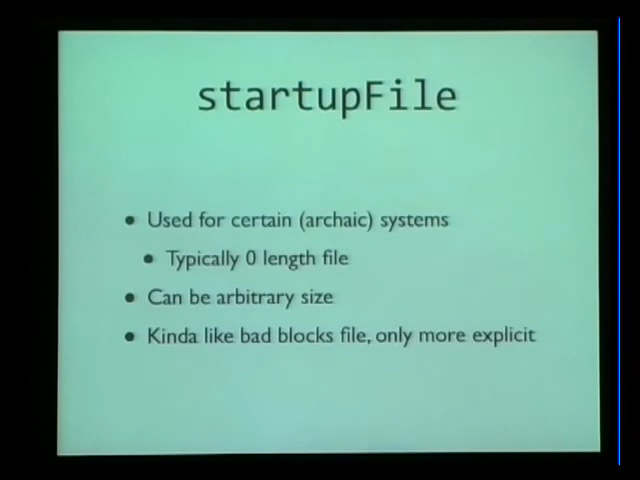 startupFile
• Used for certain (archaic) systems
• Typically 0 length file
• Can be arbitrary size
• Kinda like bad blocks file, only more explicit